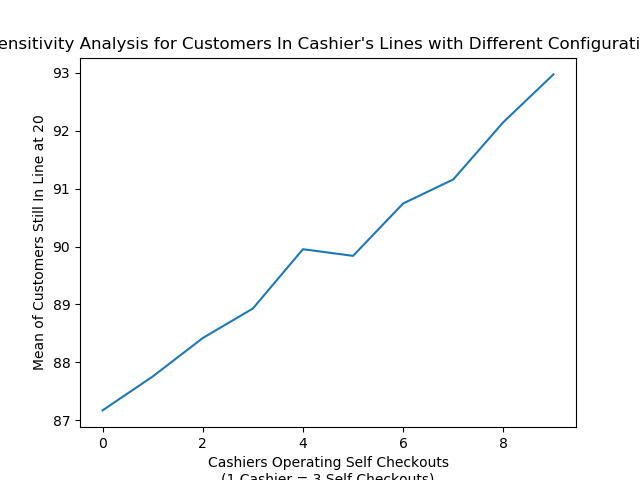 ensitivity Analysis for Customers In Cashier's Lines with Different Configurati
93
92
91
90
89
88
87
Mean of Customers Still In Line at 20
0 2 4 6 8
Cashiers Operating Self Checkouts
(1 Cashier = 3 Self Checkouts)